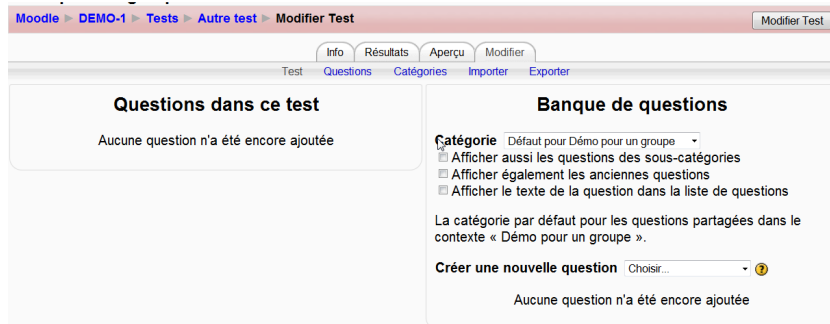 Moodle ► DEMO-1 ► Tests ► Autre test ► Modifier Test
Modifier Test
Info Résultats Aperçu Modifier
Test Questions Catégories Importer Exporter
Questions dans ce test
Aucune question n'a été encore ajoutée
Banque de questions
Catégorie Défaut pour Démo pour un groupe
Afficher aussi les questions des sous-catégories
Afficher également les anciennes questions
Afficher le texte de la question dans la liste de questions
La catégorie par défaut pour les questions partagées dans le
contexte « Démo pour un groupe ».
Créer une nouvelle question Choisir... ?
Aucune question n'a été encore ajoutée